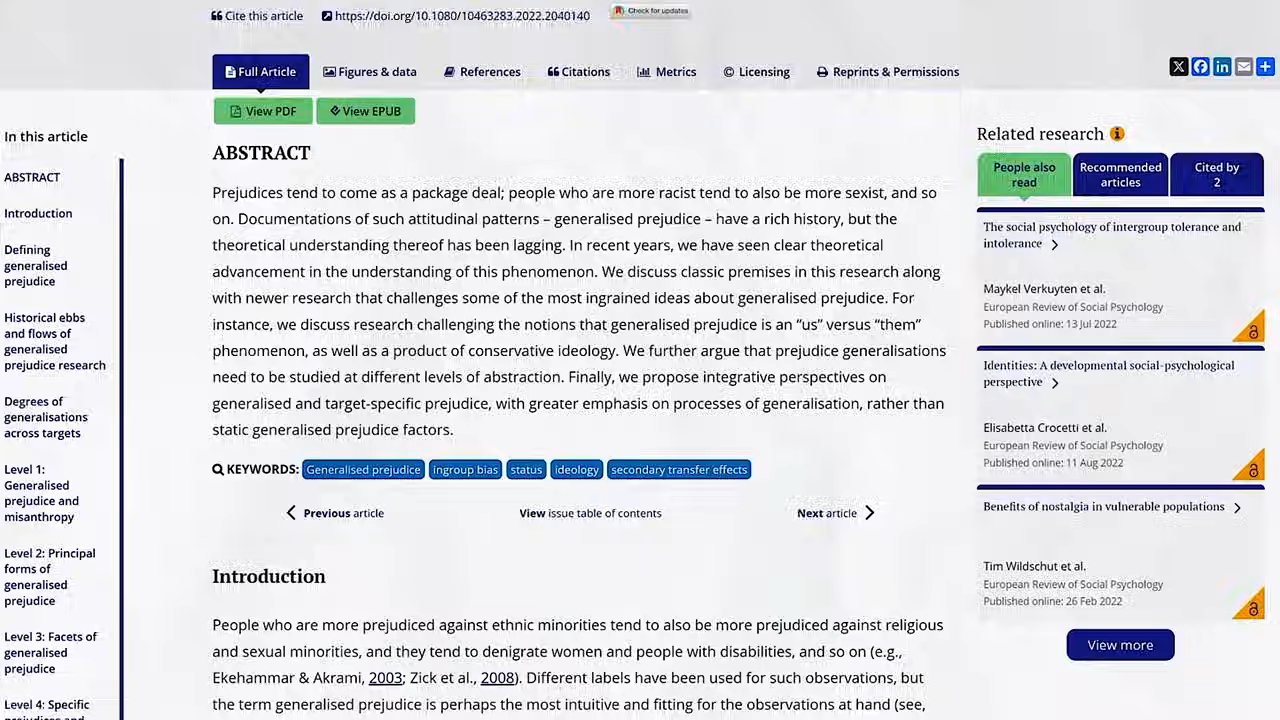 Cite this article
https://doi.org/10.1080/10463283.2022.2040140
Check for updates
Full Article
Figures & data
References
Citations
Metrics
Licensing
Reprints & Permissions
View PDF
View EPUB
In this article
ABSTRACT
Introduction
Defining
generalised
prejudice
Historical ebbs
and flows of
generalised
prejudice research
Degrees of
generalisations
across targets
Level 1:
Generalised
prejudice and
misanthropy
Level 2: Principal
forms of
generalised
prejudice
Level 3: Facets of
generalised
prejudice
Level 4: Specific
prejudices and
ABSTRACT
Prejudices tend to come as a package deal; people who are more racist tend to also be more sexist, and so
on. Documentations of such attitudinal patterns – generalised prejudice – have a rich history, but the
theoretical understanding thereof has been lagging. In recent years, we have seen clear theoretical
advancement in the understanding of this phenomenon. We discuss classic premises in this research along
with newer research that challenges some of the most ingrained ideas about generalised prejudice. For
instance, we discuss research challenging the notions that generalised prejudice is an “us” versus “them”
phenomenon, as well as a product of conservative ideology. We further argue that prejudice generalisations
need to be studied at different levels of abstraction. Finally, we propose integrative perspectives on
generalised and target-specific prejudice, with greater emphasis on processes of generalisation, rather than
static generalised prejudice factors.
KEYWORDS: Generalised prejudice ingroup bias status ideology secondary transfer effects
Previous article
View issue table of contents
Next article
Introduction
People who are more prejudiced against ethnic minorities tend to also be more prejudiced against religious
and sexual minorities, and they tend to denigrate women and people with disabilities, and so on (e.g.,
Ekehammar & Akrami, 2003; Zick et al., 2008). Different labels have been used for such observations, but
the term generalised prejudice is perhaps the most intuitive and fitting for the observations at hand (see,
Related research
People also
read
Recommended
articles
Cited by
2
The social psychology of intergroup tolerance and
intolerance
Maykel Verkuyten et al.
European Review of Social Psychology
Published online: 13 Jul 2022
Identities: A developmental social-psychological
perspective
Elisabetta Crocetti et al.
European Review of Social Psychology
Published online: 11 Aug 2022
Benefits of nostalgia in vulnerable populations
Tim Wildschut et al.
European Review of Social Psychology
Published online: 26 Feb 2022
View more